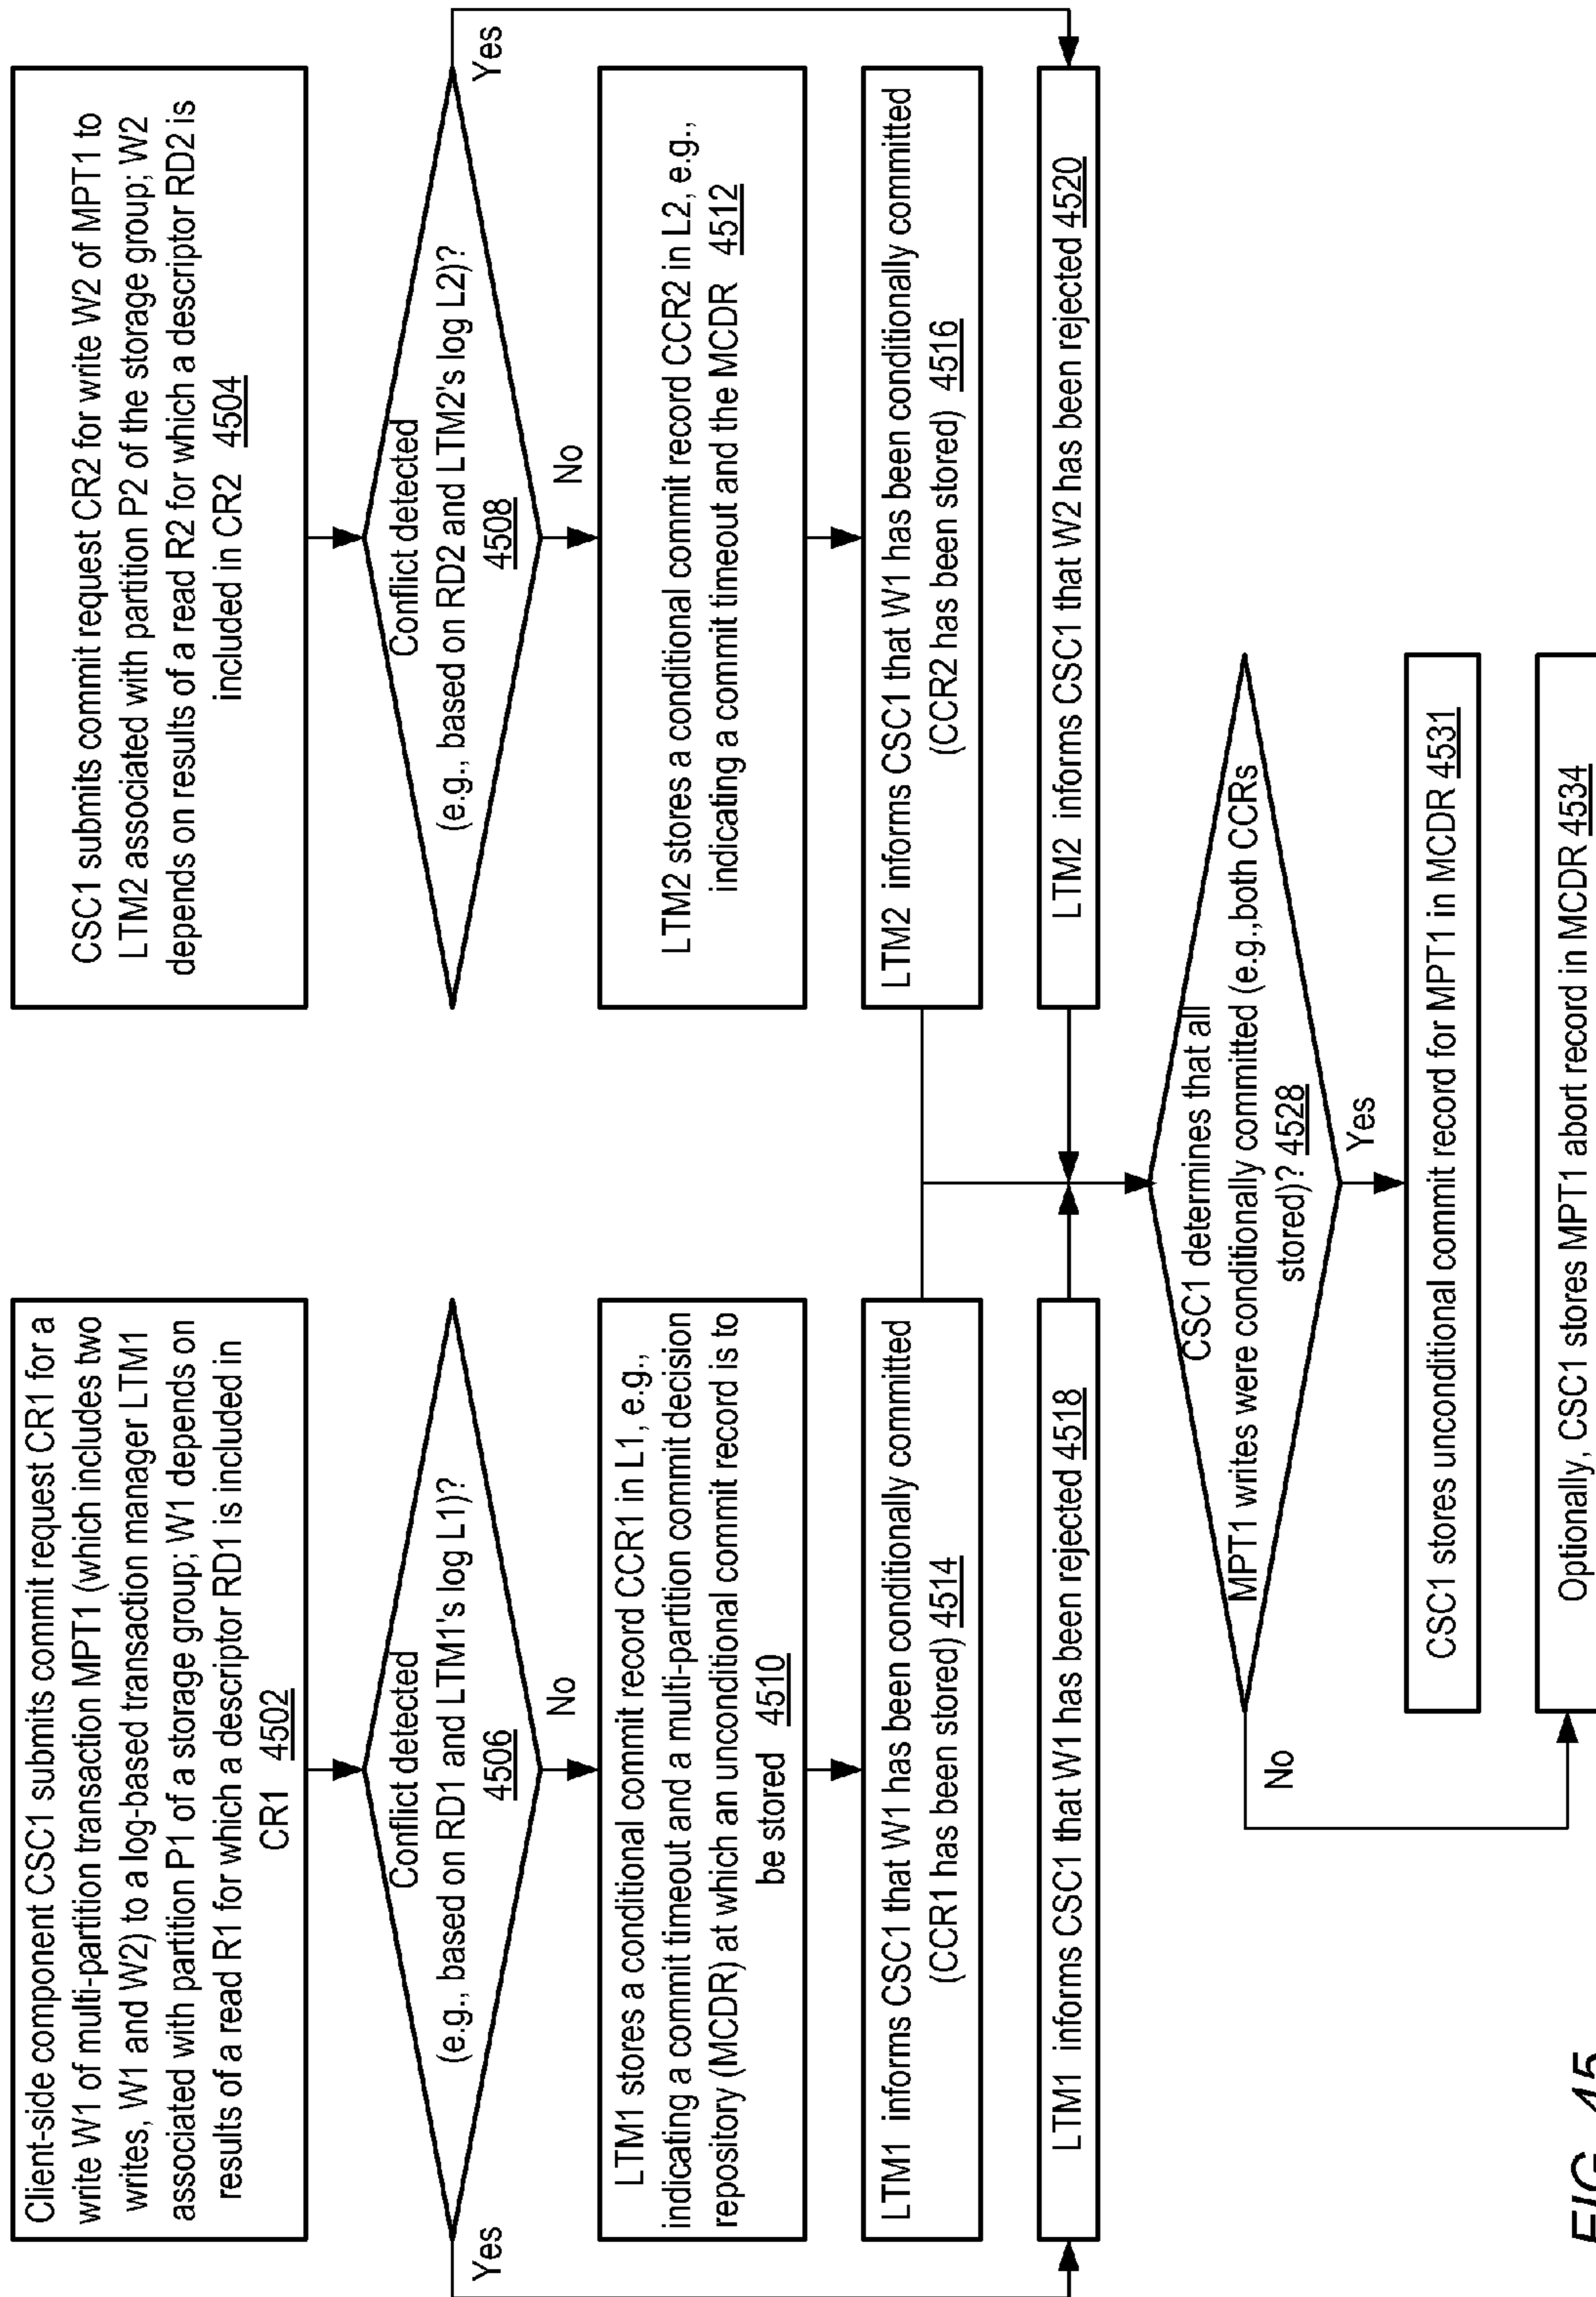 Client-side component CSC1 submits commit request CR1 for a
write W1 of multi-partition transaction MPT1 (which includes two
writes, W1 and W2) to a log-based transaction manager LTM1
associated with partition P1 of a storage group; W1 depends on
results of a read R1 for which a descriptor RD1 is included in
CR1 4502
Conflict detected
(e.g., based on RD1 and LTM1's log L1)?
4506
Yes
No
LTM1 stores a conditional commit record CCR1 in L1, e.g.,
indicating a commit timeout and a multi-partition commit decision
repository (MCDR) at which an unconditional commit record is to
be stored 4510
LTM1 informs CSC1 that W1 has been conditionally committed
(CCR1 has been stored) 4514
LTM1 informs CSC1 that W1 has been rejected 4518
CSC1 submits commit request CR2 for write W2 of MPT1 to
LTM2 associated with partition P2 of the storage group; W2
depends on results of a read R2 for which a descriptor RD2 is
included in CR2 4504
Conflict detected
(e.g., based on RD2 and LTM2's log L2)?
4508
Yes
No
LTM2 stores a conditional commit record CCR2 in L2, e.g.,
indicating a commit timeout and the MCDR 4512
LTM2 informs CSC1 that W1 has been conditionally committed
(CCR2 has been stored) 4516
LTM2 informs CSC1 that W2 has been rejected 4520
CSC1 determines that all
MPT1 writes were conditionally committed (e.g.,both CCRs
stored)? 4528
No
Yes
CSC1 stores unconditional commit record for MPT1 in MCDR 4531
Optionally, CSC1 stores MPT1 abort record in MCDR 4534
FIG. 45